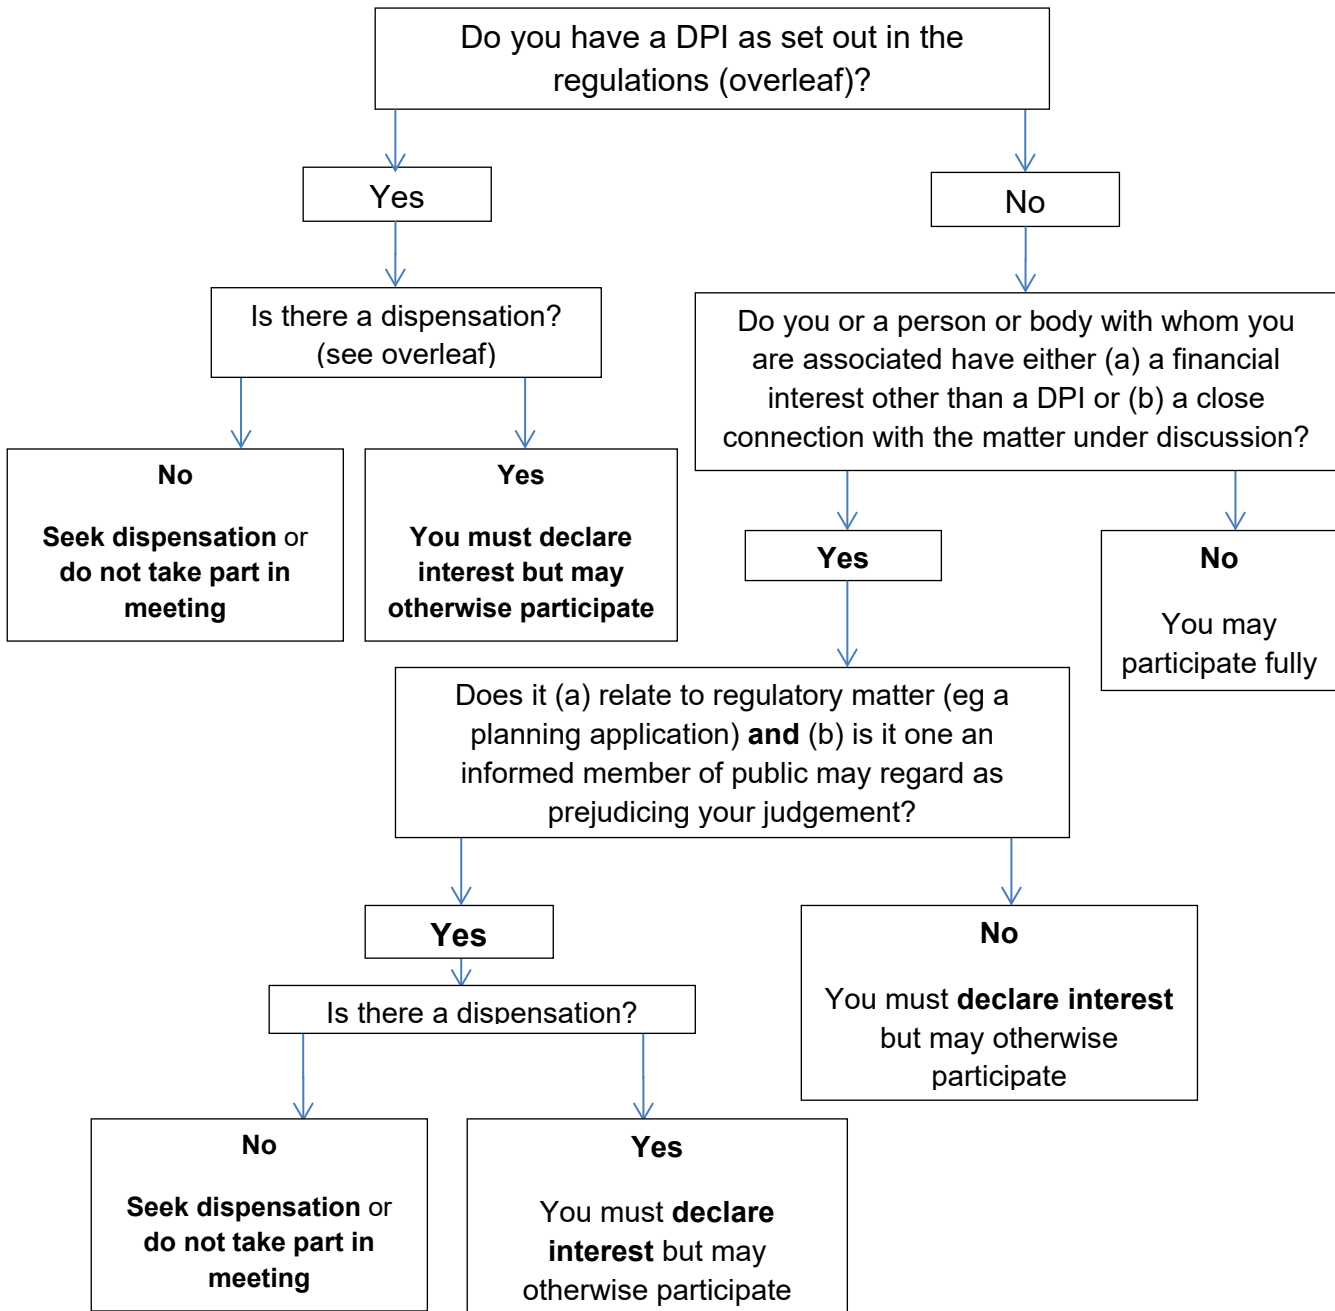 Do you have a DPI as set out in the
regulations (overleaf)?
Yes
No
Is there a dispensation?
(see overleaf)
Do you or a person or body with whom you
are associated have either (a) a financial
interest other than a DPI or (b) a close
connection with the matter under discussion?
No
Seek dispensation or
do not take part in
meeting
Yes
You must declare
interest but may
otherwise participate
Yes
No
You may
participate fully
Does it (a) relate to regulatory matter (eg a
planning application) and (b) is it one an
informed member of public may regard as
prejudicing your judgement?
Yes
No
You must declare interest
but may otherwise
participate
Is there a dispensation?
No
Seek dispensation or
do not take part in
meeting
Yes
You must declare
interest but may
otherwise participate